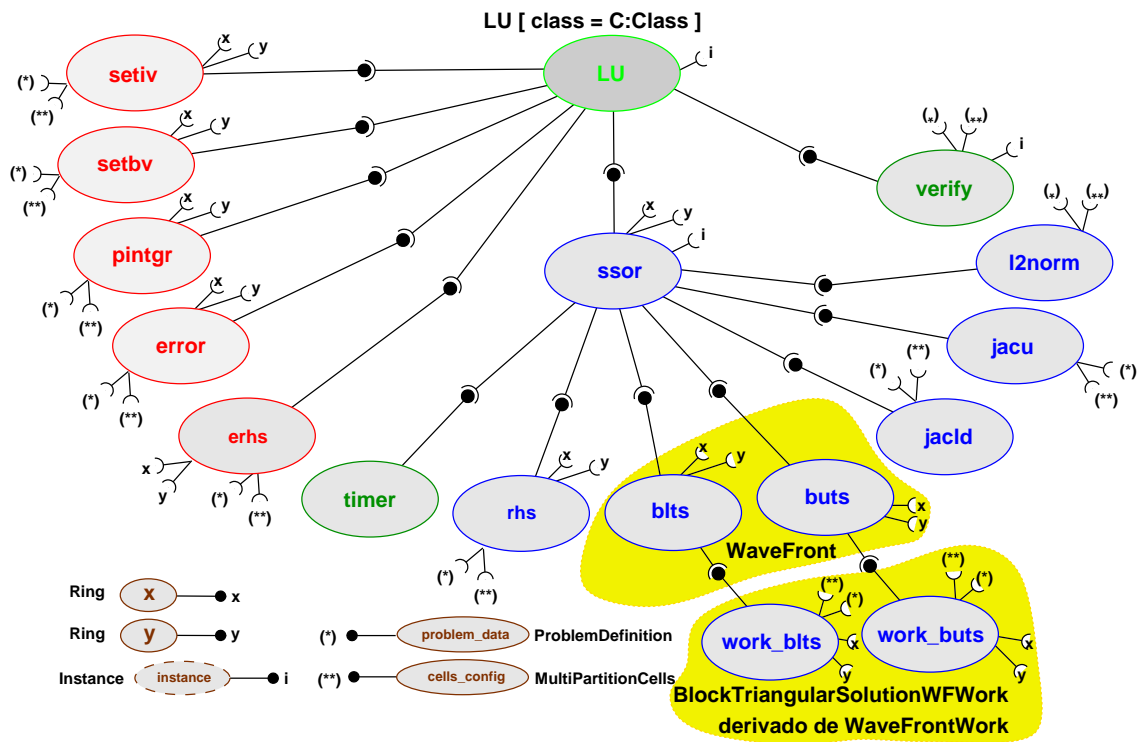 LU [ class = C:Class ]
x
y
setiv
(*)
(**)
LU
i
x
y
setbv
(*)
(**)
(*)
(**)
i
verify
x
y
pintgr
(*)
(**)
x
y
i
ssor
(*)
(**)
l2norm
x
y
error
(*)
(**)
jacu
(*)
(**)
(**)
(*)
jacld
erhs
x
y
(*)
(**)
timer
x
y
rhs
(*)
(**)
x
y
blts
buts
x
y
WaveFront
(**)
(*)
work_blts
x
y
(**)
(*)
work_buts
x
y
BlockTriangularSolutionWFWork
derivado de WaveFrontWork
Ring
x
x
Ring
y
y
Instance
instance
i
(*)
problem_data
ProblemDefinition
(**)
cells_config
MultiPartitionCells